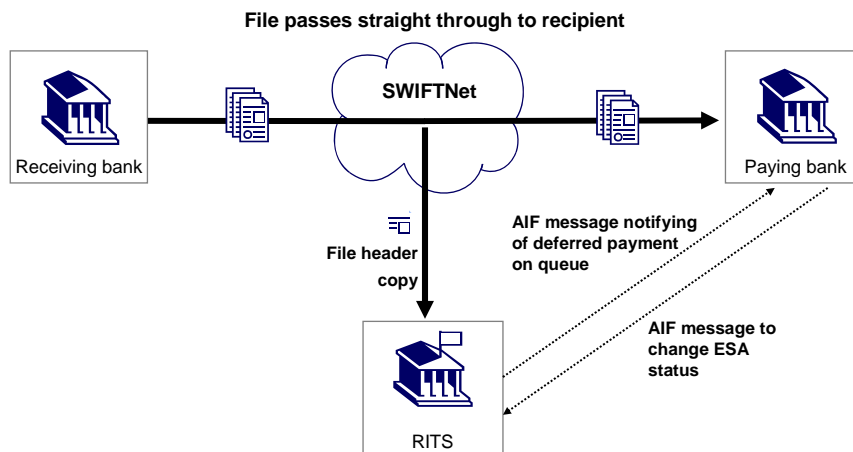 File passes straight through to recipient
SWIFTNet
Receiving bank
Paying bank
File header
copy
AIF message notifying
of deferred payment
on queue
AIF message to
change ESA
status
RITS